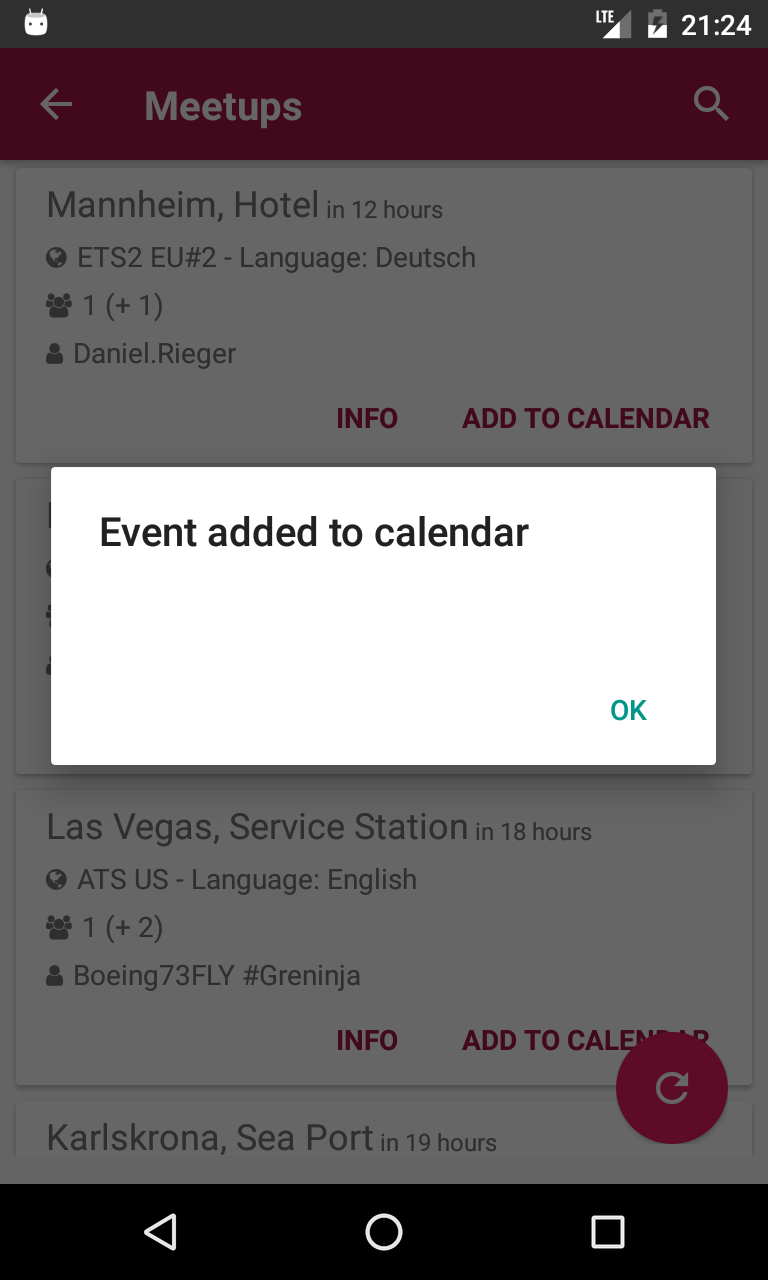 LTE 21:24
Meetups
Mannheim, Hotel in 12 hours
ETS2 EU#2 - Language: Deutsch
1 (+ 1)
Daniel.Rieger
INFO ADD TO CALENDAR
Event added to calendar
OK
Las Vegas, Service Station in 18 hours
ATS US - Language: English
1 (+ 2)
Boeing73FLY #Greninja
INFO ADD TO CALENDAR
Karlskrona, Sea Port in 19 hours